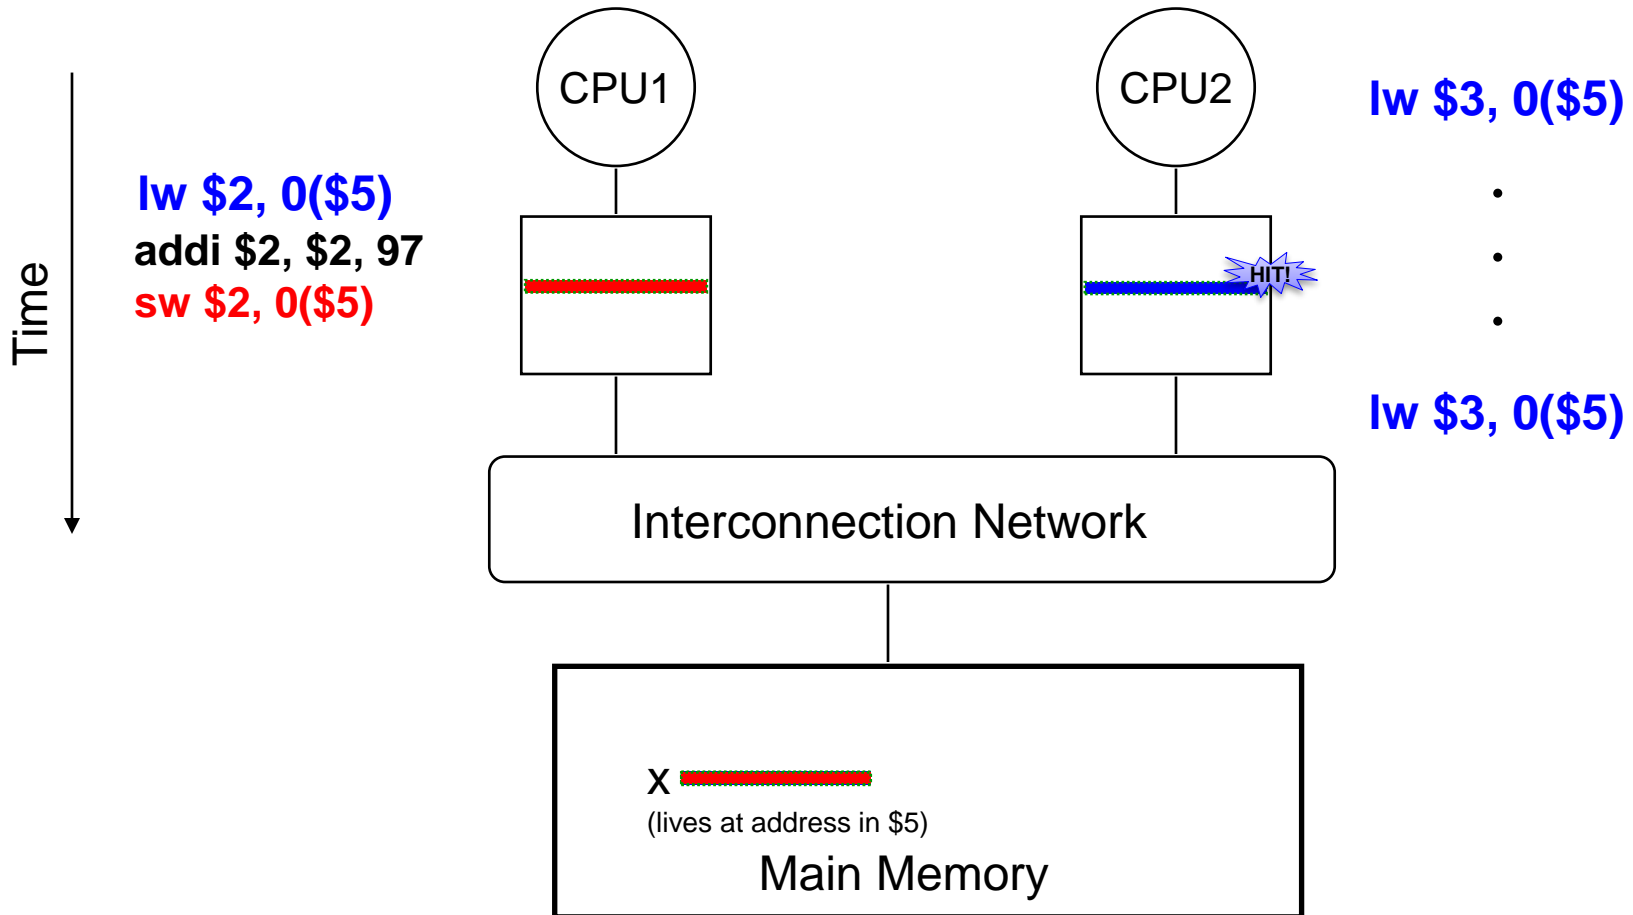 CPU1
CPU2
lw $3, 0($5)
lw $2, 0($5)
addi $2, $2, 97
sw $2, 0($5)
HIT!
.
.
.
Time
lw $3, 0($5)
Interconnection Network
x
(lives at address in $5)
Main Memory